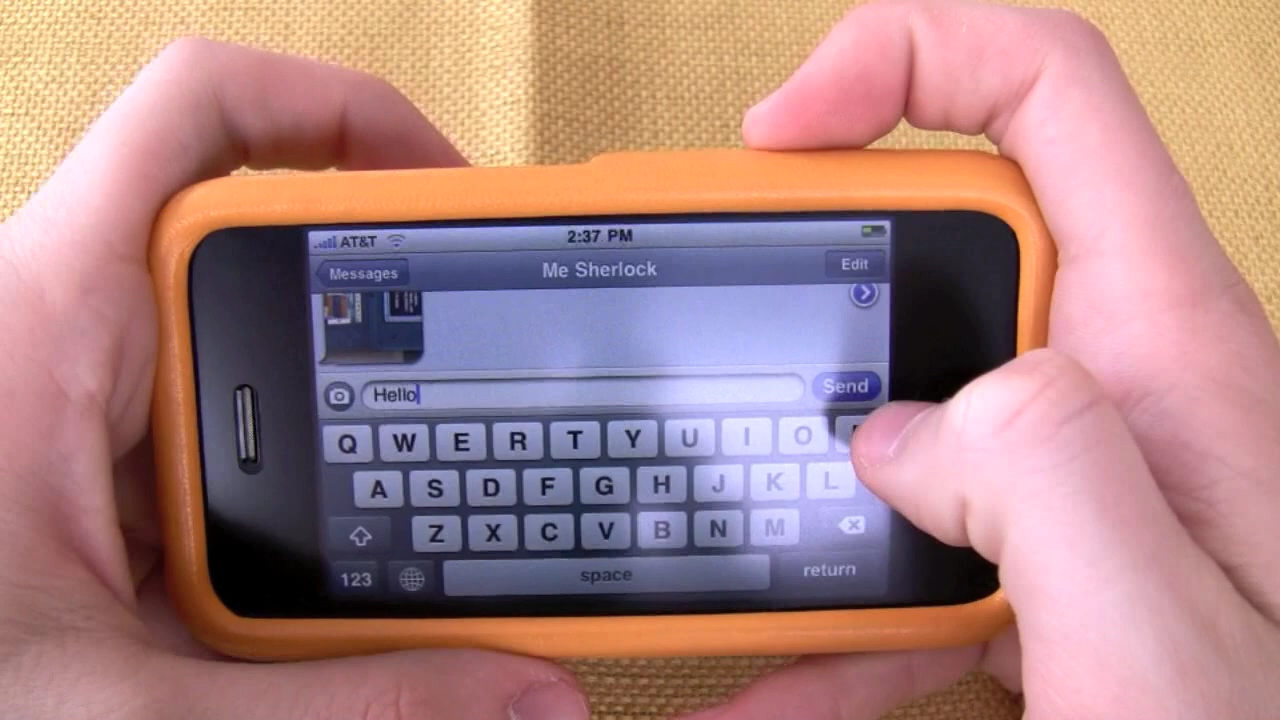 AT&T 2:37 PM
Messages Me Sherlock Edit
Hello Send
Q W E R T Y U I O
A S D F G H J K L
Z X C V B N M
123 space return